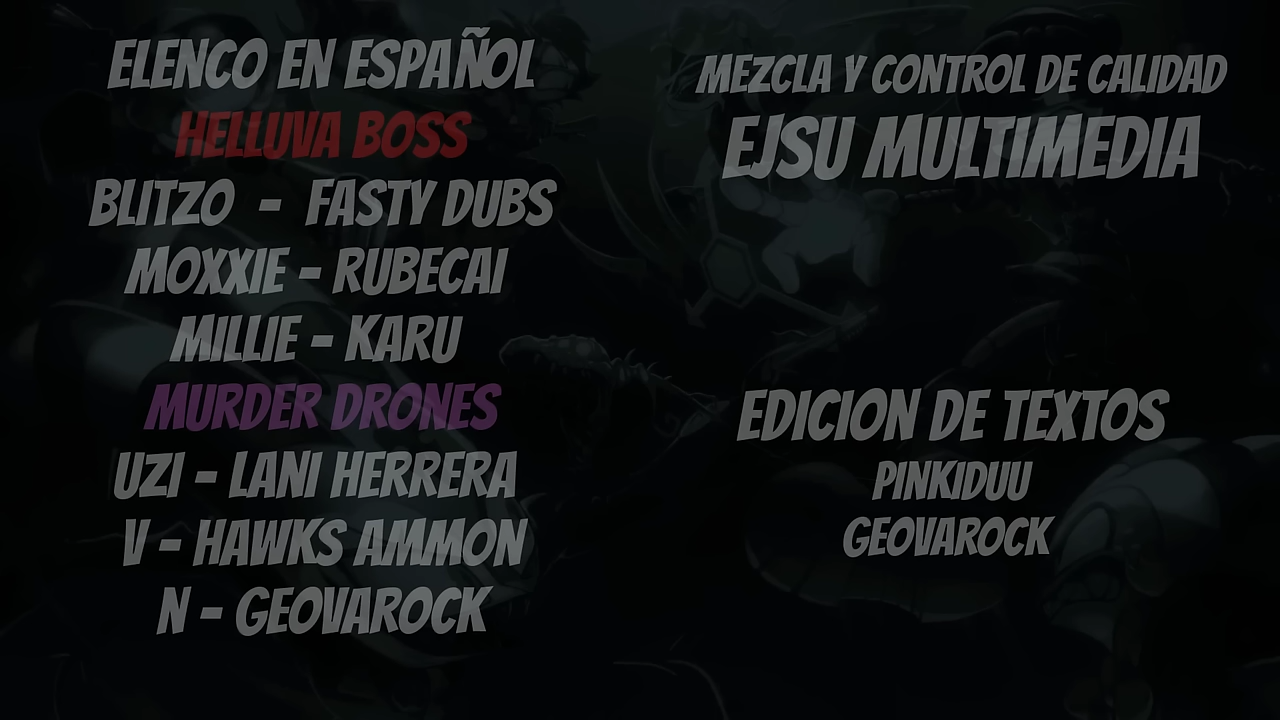 ELENCO EN ESPAÑOL
HELLUVA BOSS
BLITZO - FASTY DUBS
MOXXIE - RUBECAI
MILLIE - KARU
MURDER DRONES
UZI - LANI HERRERA
V - HAWKS AMMON
N - GEOVAROCK
MEZCLA Y CONTROL DE CALIDAD
EJSU MULTIMEDIA
EDICION DE TEXTOS
PINKIDUU
GEOVAROCK